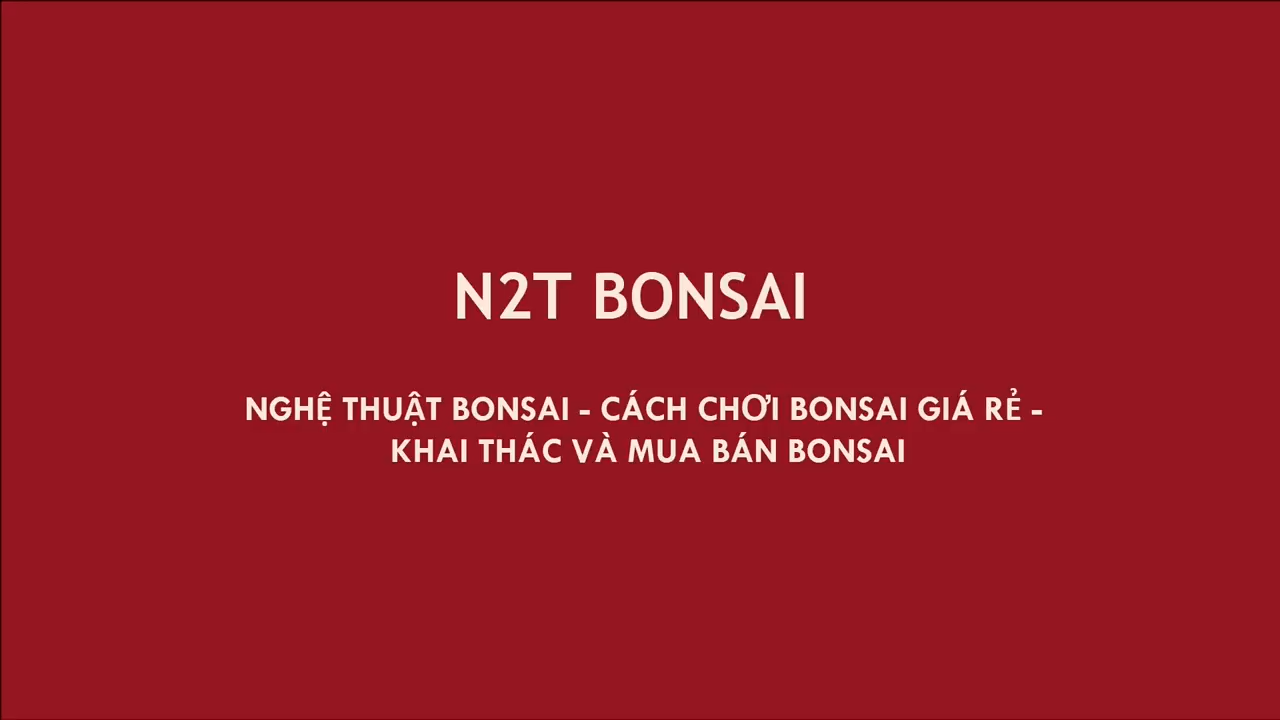 N2T BONSAI
NGHỆ THUẬT BONSAI - CÁCH CHƠI BONSAI GIÁ RẺ -
KHAI THÁC VÀ MUA BÁN BONSAI